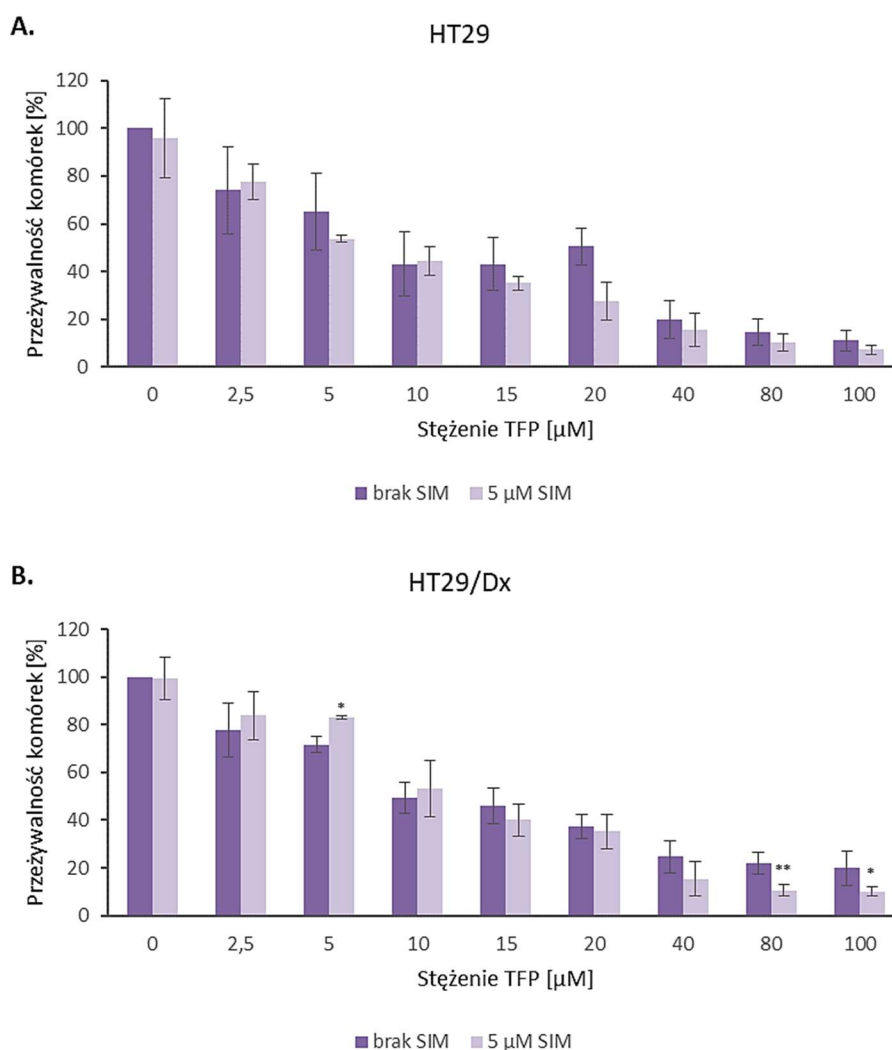 A.
HT29
Przeżywalność komórek [%]
120
100
80
60
40
20
0
0 2,5 5 10 15 20 40 80 100
Stężenie TFP [µM]
brak SIM 5 µM SIM
B.
HT29/Dx
Przeżywalność komórek [%]
120
100
80
60
40
20
0
*
**
*
0 2,5 5 10 15 20 40 80 100
Stężenie TFP [µM]
brak SIM 5 µM SIM